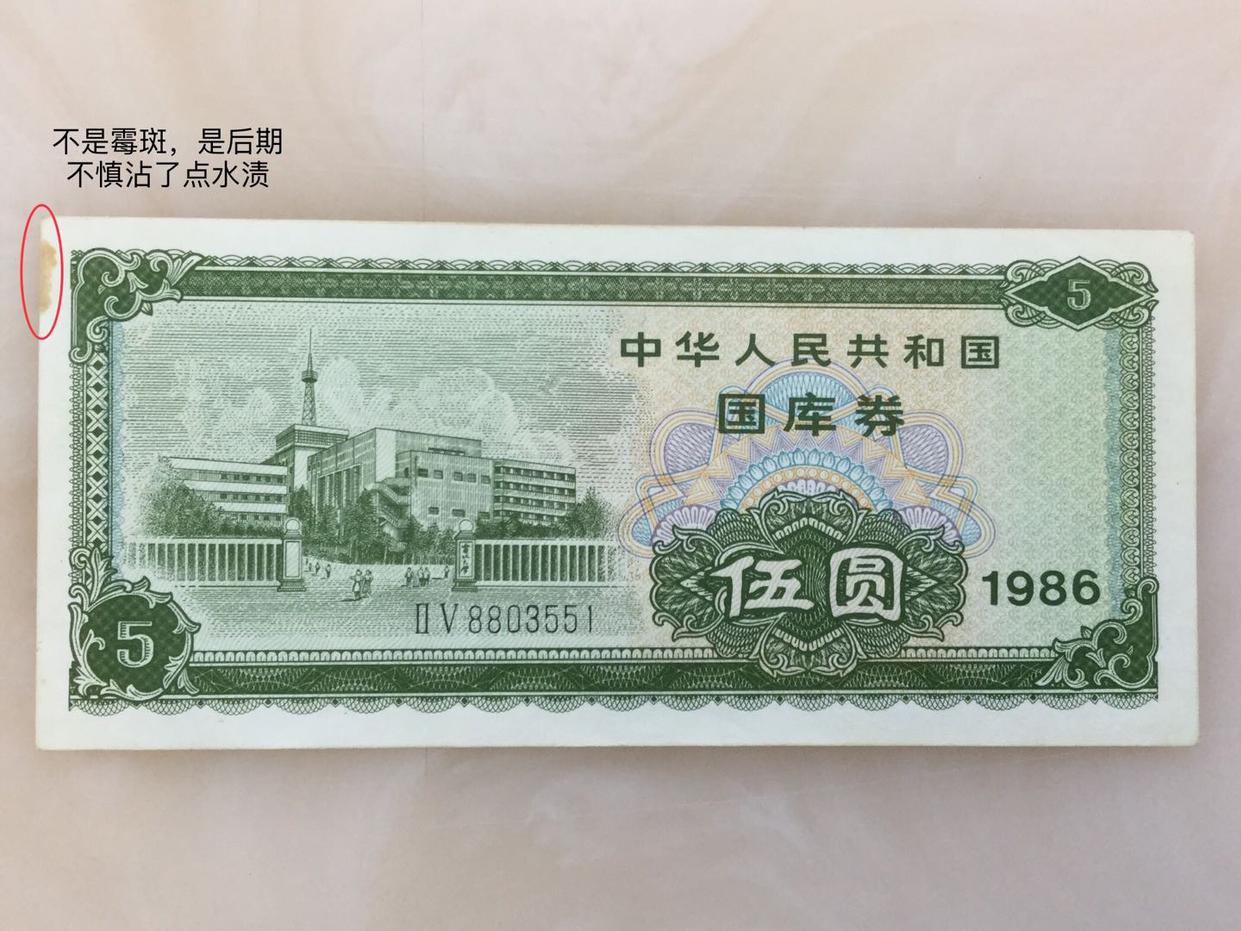 不是霉斑，是后期
不慎沾了点水渍
5
中华人民共和国
国库券
伍圆
1986
ⅡV8803551
5